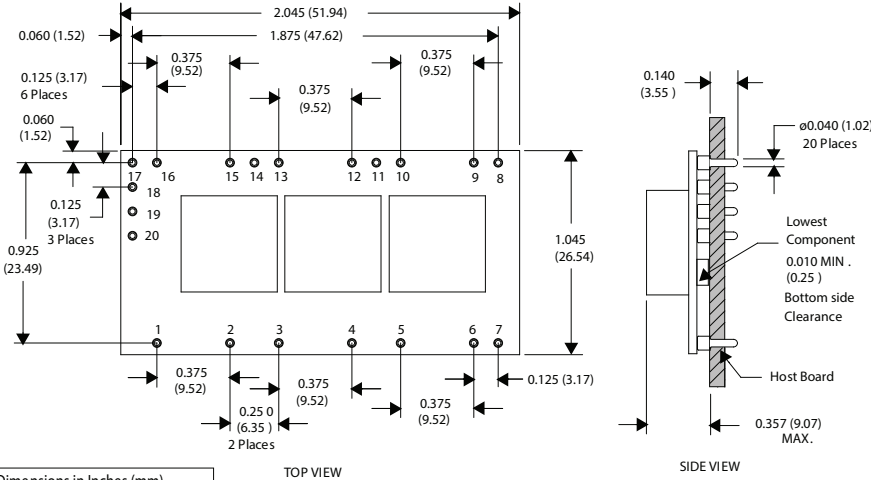 2.045 (51.94)
0.060 (1.52)
1.875 (47.62)
0.375
(9.52)
0.375
(9.52)
0.125 (3.17)
6 Places
0.375
(9.52)
0.140
(3.55 )
0.060
(1.52)
ø0.040 (1.02)
20 Places
17 16 15 14 13 12 11 10 9 8
18
0.125
(3.17)
3 Places
19
20
0.925
(23.49)
1.045
(26.54)
Lowest
Component
0.010 MIN .
(0.25 )
Bottom side
Clearance
1 2 3 4 5 6 7
0.375
(9.52)
0.375
(9.52)
0.125 (3.17)
Host Board
0.25 0
(6.35 )
2 Places
0.375
(9.52)
0.357 (9.07)
MAX.
TOP VIEW
SIDE VIEW
Dimensions in Inches (mm)